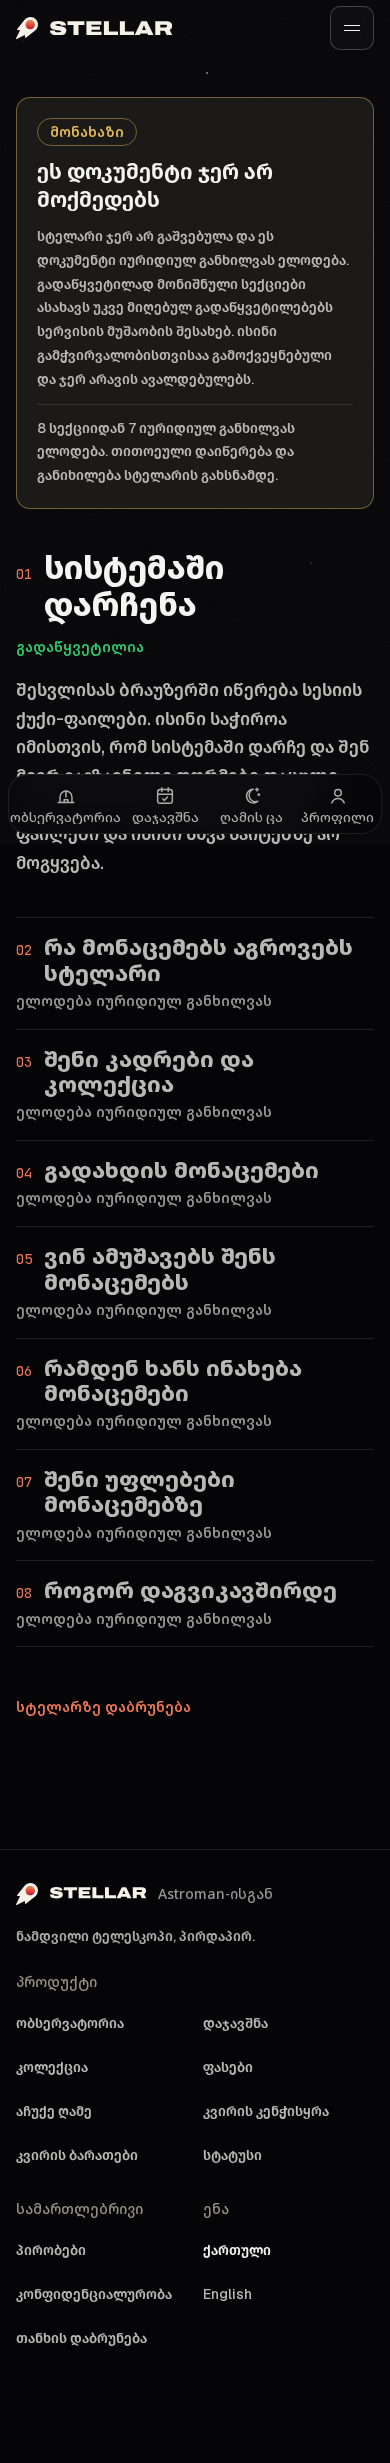 STELLAR
მონახაზი
ეს დოკუმენტი ჯერ არ
მოქმედებს
სტელარი ჯერ არ გაშვებულა და ეს
დოკუმენტი იურიდიულ განხილვას ელოდება.
გადაწყვეტილად მონიშნული სექციები
ასახავს უკვე მიღებულ გადაწყვეტილებებს
სერვისის მუშაობის შესახებ. ისინი
გამჭვირვალობისთვისაა გამოქვეყნებული
და ჯერ არავის ავალდებულებს.
8 სექციიდან 7 იურიდიულ განხილვას
ელოდება. თითოეული დაიწერება და
განიხილება სტელარის გახსნამდე.
01 სისტემაში
დარჩენა
გადაწყვეტილია
შესვლისას ბრაუზერში იწერება სესიის
ქუქი-ფაილები. ისინი საჭიროა
იმისთვის, რომ სისტემაში დარჩე და შენ
ობსერვატორია დაჯავშნა ღამის ცა პროფილი
მოგყვება.
02 რა მონაცემებს აგროვებს
სტელარი
ელოდება იურიდიულ განხილვას
03 შენი კადრები და
კოლექცია
ელოდება იურიდიულ განხილვას
04 გადახდის მონაცემები
ელოდება იურიდიულ განხილვას
05 ვინ ამუშავებს შენს
მონაცემებს
ელოდება იურიდიულ განხილვას
06 რამდენ ხანს ინახება
მონაცემები
ელოდება იურიდიულ განხილვას
07 შენი უფლებები
მონაცემებზე
ელოდება იურიდიულ განხილვას
08 როგორ დაგვიკავშირდე
ელოდება იურიდიულ განხილვას
სტელარზე დაბრუნება
STELLAR Astroman-ისგან
ნამდვილი ტელესკოპი, პირდაპირ.
პროდუქტი
ობსერვატორია დაჯავშნა
კოლექცია ფასები
აჩუქე ღამე კვირის კენჭისყრა
კვირის ბარათები სტატუსი
სამართლებრივი ენა
პირობები ქართული
კონფიდენციალურობა English
თანხის დაბრუნება